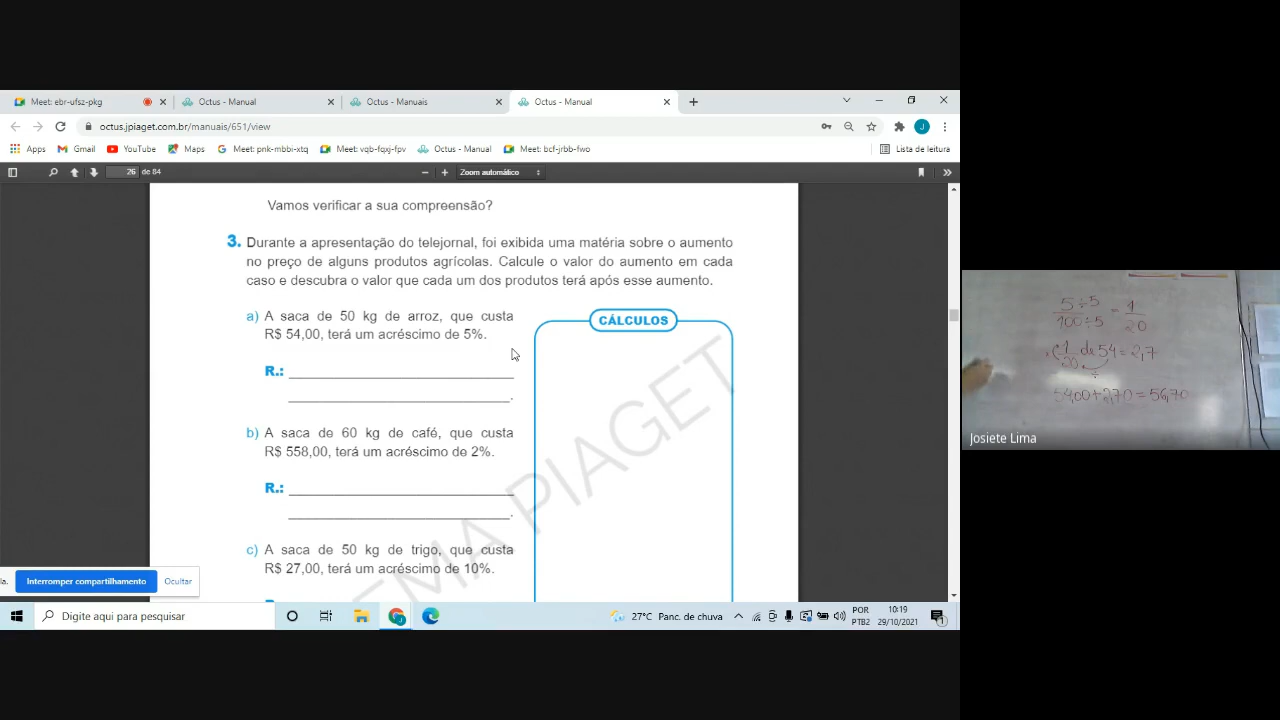 Meet: ebr-ufsz-pkg
Octus - Manual
Octus - Manuais
Octus - Manual
octus.jpiaget.com.br/manuais/651/view
Apps
Gmail
YouTube
Maps
Meet: pnk-mbbi-xtq
Meet: vqb-fxgj-fpv
Octus - Manual
Meet: bcf-jrbb-fwo
Lista de leitura
26 de 84
Zoom automático
Vamos verificar a sua compreensão?
3. Durante a apresentação do telejornal, foi exibida uma matéria sobre o aumento
no preço de alguns produtos agrícolas. Calcule o valor do aumento em cada
caso e descubra o valor que cada um dos produtos terá após esse aumento.
a) A saca de 50 kg de arroz, que custa
R$ 54,00, terá um acréscimo de 5%.
R.:
b) A saca de 60 kg de café, que custa
R$ 558,00, terá um acréscimo de 2%.
R.:
c) A saca de 50 kg de trigo, que custa
R$ 27,00, terá um acréscimo de 10%.
CÁLCULOS
EMA PIAGET
la.
Interromper compartilhamento
Ocultar
Digite aqui para pesquisar
27°C Panc. de chuva
POR
PTB2
10:19
29/10/2021
5 ÷5 = 1
100 ÷5 20
1 de 54 = 2,7
20
÷
54,00+2,70 = 56,70
Josiete Lima